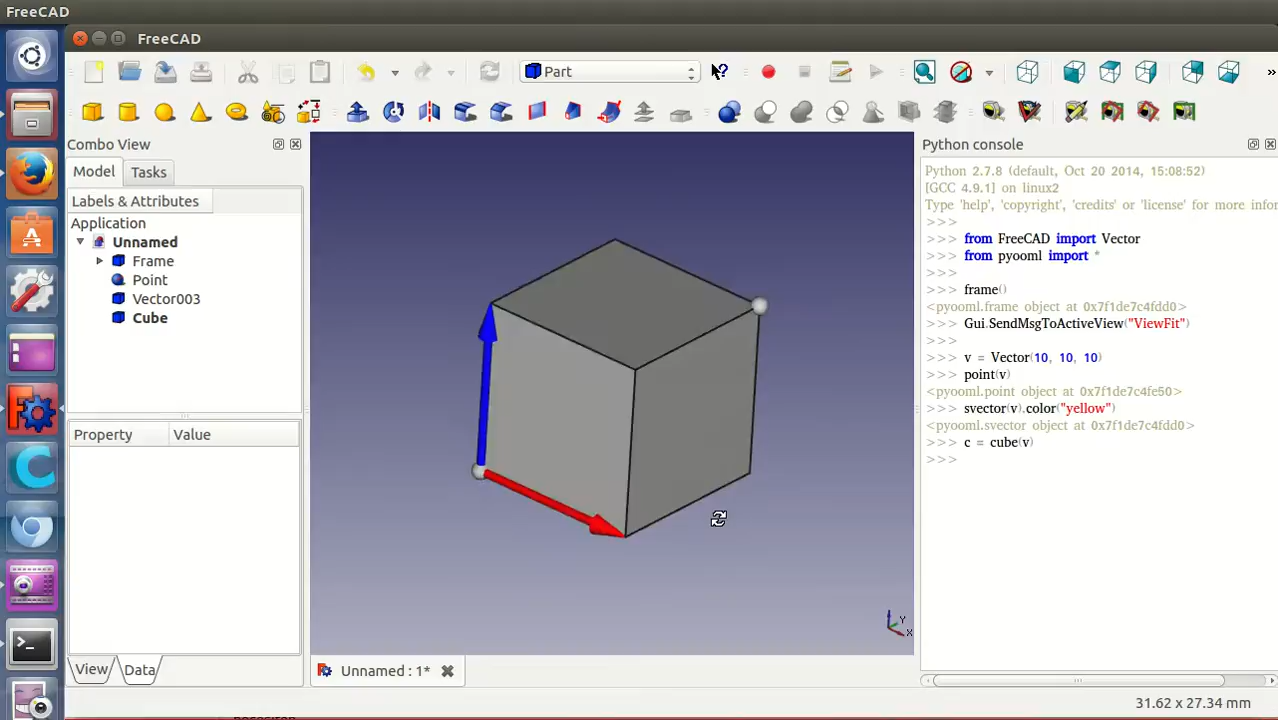 FreeCAD
FreeCAD
Part
»
Combo View
Model
Tasks
Labels & Attributes
Application
Unnamed
Frame
Point
Vector003
Cube
Property
Value
View
Data
Y
X
Unnamed : 1*
Python console
Python 2.7.8 (default, Oct 20 2014, 15:08:52)
[GCC 4.9.1] on linux2
Type 'help', 'copyright', 'credits' or 'license' for more infor
>>>
>>> from FreeCAD import Vector
>>> from pyooml import *
>>>
>>> frame()
<pyooml.frame object at 0x7f1de7c4fdd0>
>>> Gui.SendMsgToActiveView("ViewFit")
>>>
>>> v = Vector(10, 10, 10)
>>> point(v)
<pyooml.point object at 0x7f1de7c4fe50>
>>> svector(v).color("yellow")
<pyooml.svector object at 0x7f1de7c4fdd0>
>>> c = cube(v)
>>>
31.62 x 27.34 mm